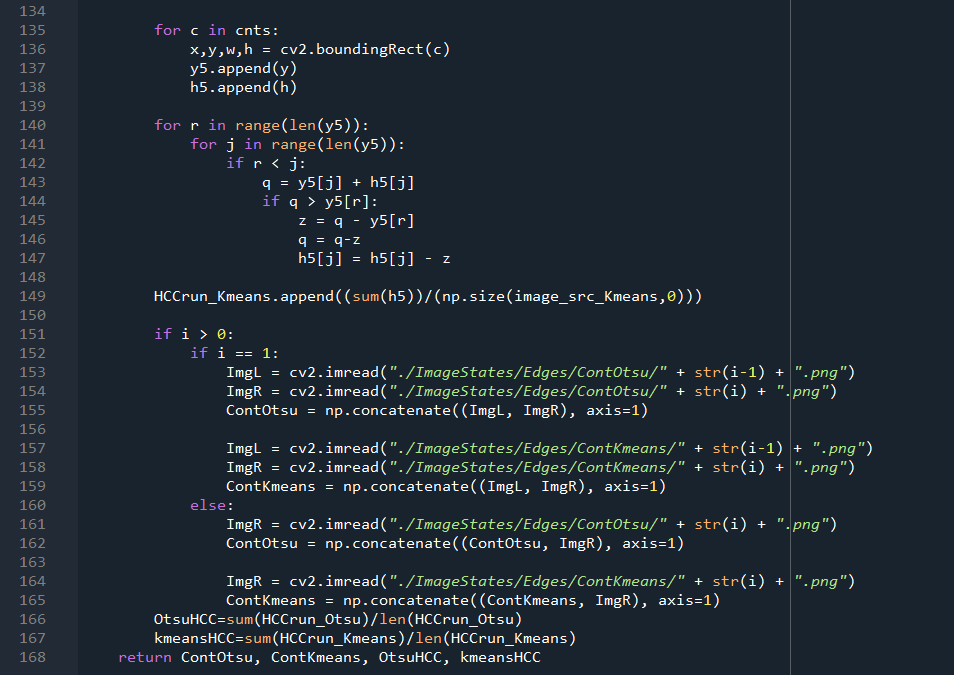 134
135         for c in cnts:
136             x,y,w,h = cv2.boundingRect(c)
137             y5.append(y)
138             h5.append(h)
139
140         for r in range(len(y5)):
141             for j in range(len(y5)):
142                 if r < j:
143                     q = y5[j] + h5[j]
144                     if q > y5[r]:
145                         z = q - y5[r]
146                         q = q-z
147                         h5[j] = h5[j] - z
148
149         HCCrun_Kmeans.append((sum(h5))/(np.size(image_src_Kmeans,0)))
150
151         if i > 0:
152             if i == 1:
153                 ImgL = cv2.imread("./ImageStates/Edges/ContOtsu/" + str(i-1) + ".png")
154                 ImgR = cv2.imread("./ImageStates/Edges/ContOtsu/" + str(i) + ".png")
155                 ContOtsu = np.concatenate((ImgL, ImgR), axis=1)
156
157                 ImgL = cv2.imread("./ImageStates/Edges/ContKmeans/" + str(i-1) + ".png")
158                 ImgR = cv2.imread("./ImageStates/Edges/ContKmeans/" + str(i) + ".png")
159                 ContKmeans = np.concatenate((ImgL, ImgR), axis=1)
160             else:
161                 ImgR = cv2.imread("./ImageStates/Edges/ContOtsu/" + str(i) + ".png")
162                 ContOtsu = np.concatenate((ContOtsu, ImgR), axis=1)
163
164                 ImgR = cv2.imread("./ImageStates/Edges/ContKmeans/" + str(i) + ".png")
165                 ContKmeans = np.concatenate((ContKmeans, ImgR), axis=1)
166         OtsuHCC=sum(HCCrun_Otsu)/len(HCCrun_Otsu)
167         kmeansHCC=sum(HCCrun_Kmeans)/len(HCCrun_Kmeans)
168     return ContOtsu, ContKmeans, OtsuHCC, kmeansHCC